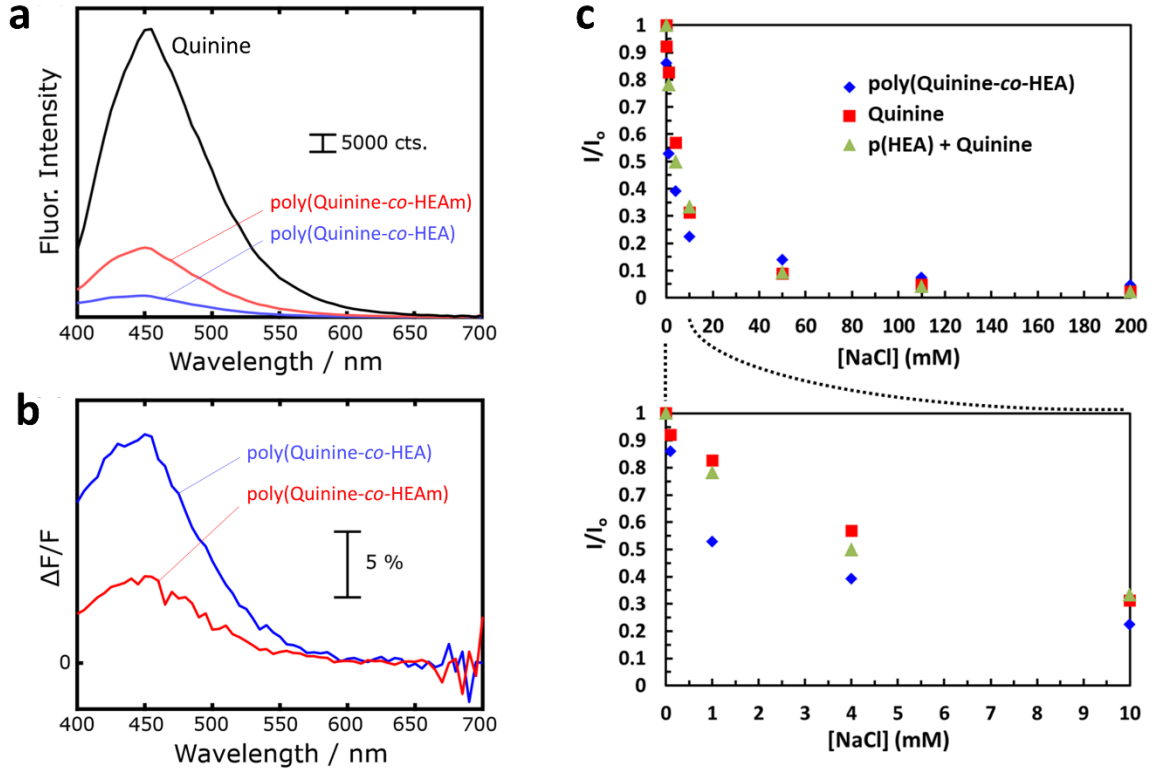 a
Quinine
5000 cts.
poly(Quinine-co-HEAm)
poly(Quinine-co-HEA)
Fluor. Intensity
400 450 500 550 600 650 700
Wavelength / nm
b
poly(Quinine-co-HEA)
poly(Quinine-co-HEAm)
5 %
ΔF/F
0
400 450 500 550 600 650 700
Wavelength / nm
c
1
0.9
0.8
0.7
0.6
0.5
0.4
0.3
0.2
0.1
0
I/Io
poly(Quinine-co-HEA)
Quinine
p(HEA) + Quinine
0 20 40 60 80 100 120 140 160 180 200
[NaCl] (mM)
1
0.9
0.8
0.7
0.6
0.5
0.4
0.3
0.2
0.1
0
I/Io
0 1 2 3 4 5 6 7 8 9 10
[NaCl] (mM)